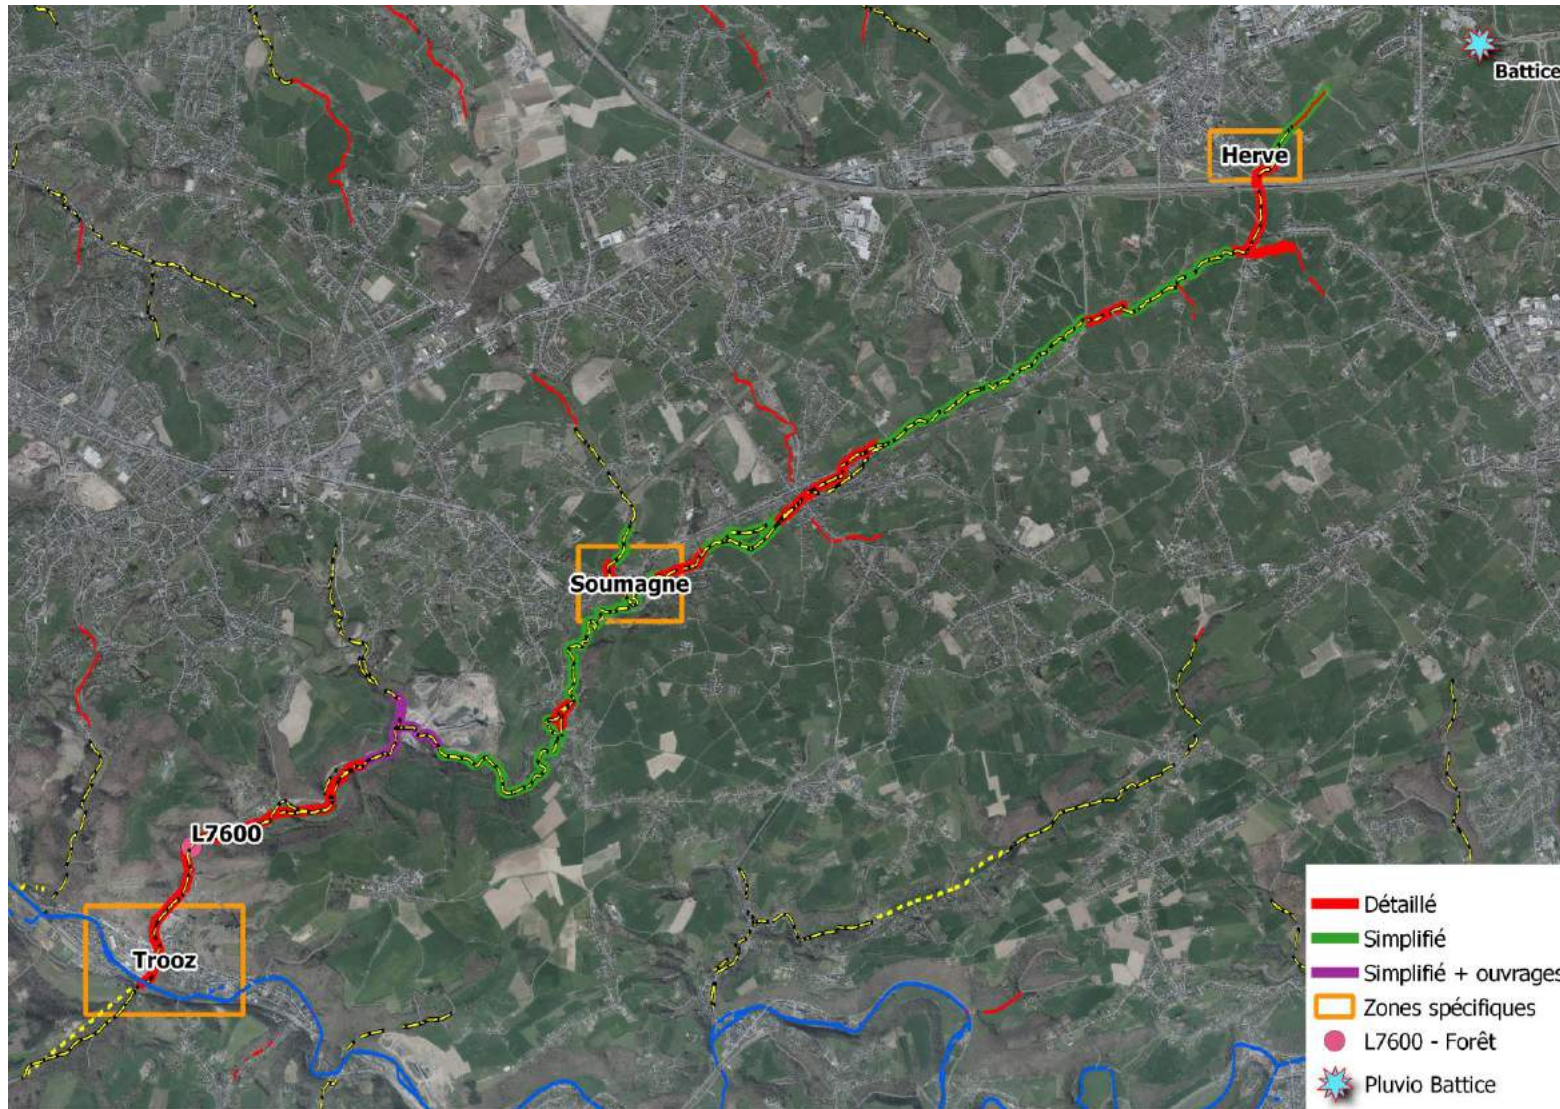 Battice
Herve
Soumagne
L7600
Trooz
Détaillé
Simplifié
Simplifié + ouvrages
Zones spécifiques
L7600 - Forêt
Pluvio Battice